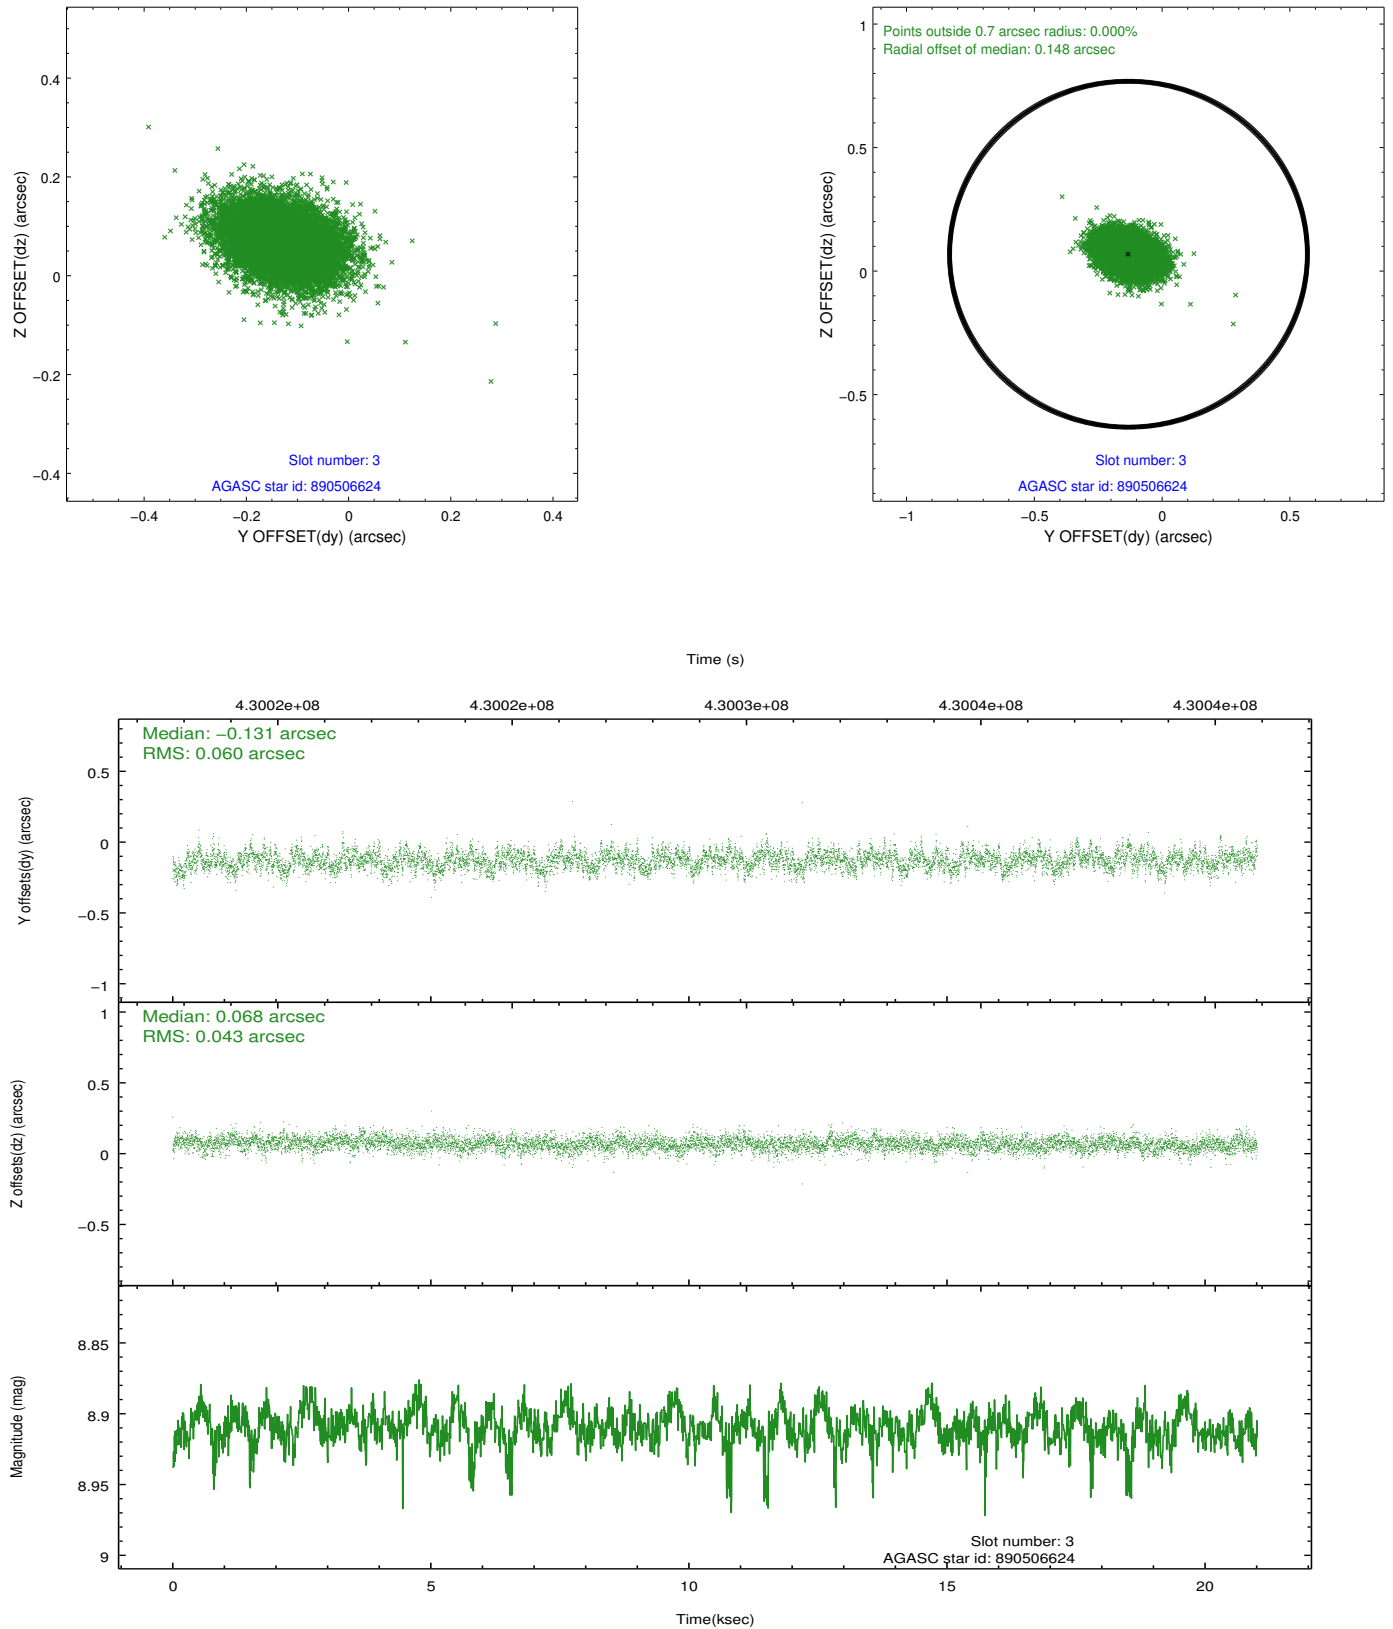 0.4
0.2
0
−0.2
−0.4
Z OFFSET(dz) (arcsec)
Slot number: 3
AGASC star id: 890506624
−0.4
−0.2
0
0.2
0.4
Y OFFSET(dy) (arcsec)
Points outside 0.7 arcsec radius: 0.000%
Radial offset of median: 0.148 arcsec
1
0.5
0
−0.5
Z OFFSET(dz) (arcsec)
Slot number: 3
AGASC star id: 890506624
−1
−0.5
0
0.5
Y OFFSET(dy) (arcsec)
Time (s)
4.3002e+08
4.3002e+08
4.3003e+08
4.3004e+08
4.3004e+08
Median: −0.131 arcsec
RMS: 0.060 arcsec
0.5
0
−0.5
−1
Y offsets(dy) (arcsec)
Median: 0.068 arcsec
RMS: 0.043 arcsec
1
0.5
0
−0.5
Z offsets(dz) (arcsec)
8.85
8.9
8.95
9
Magnitude (mag)
Slot number: 3
AGASC star id: 890506624
0
5
10
15
20
Time(ksec)